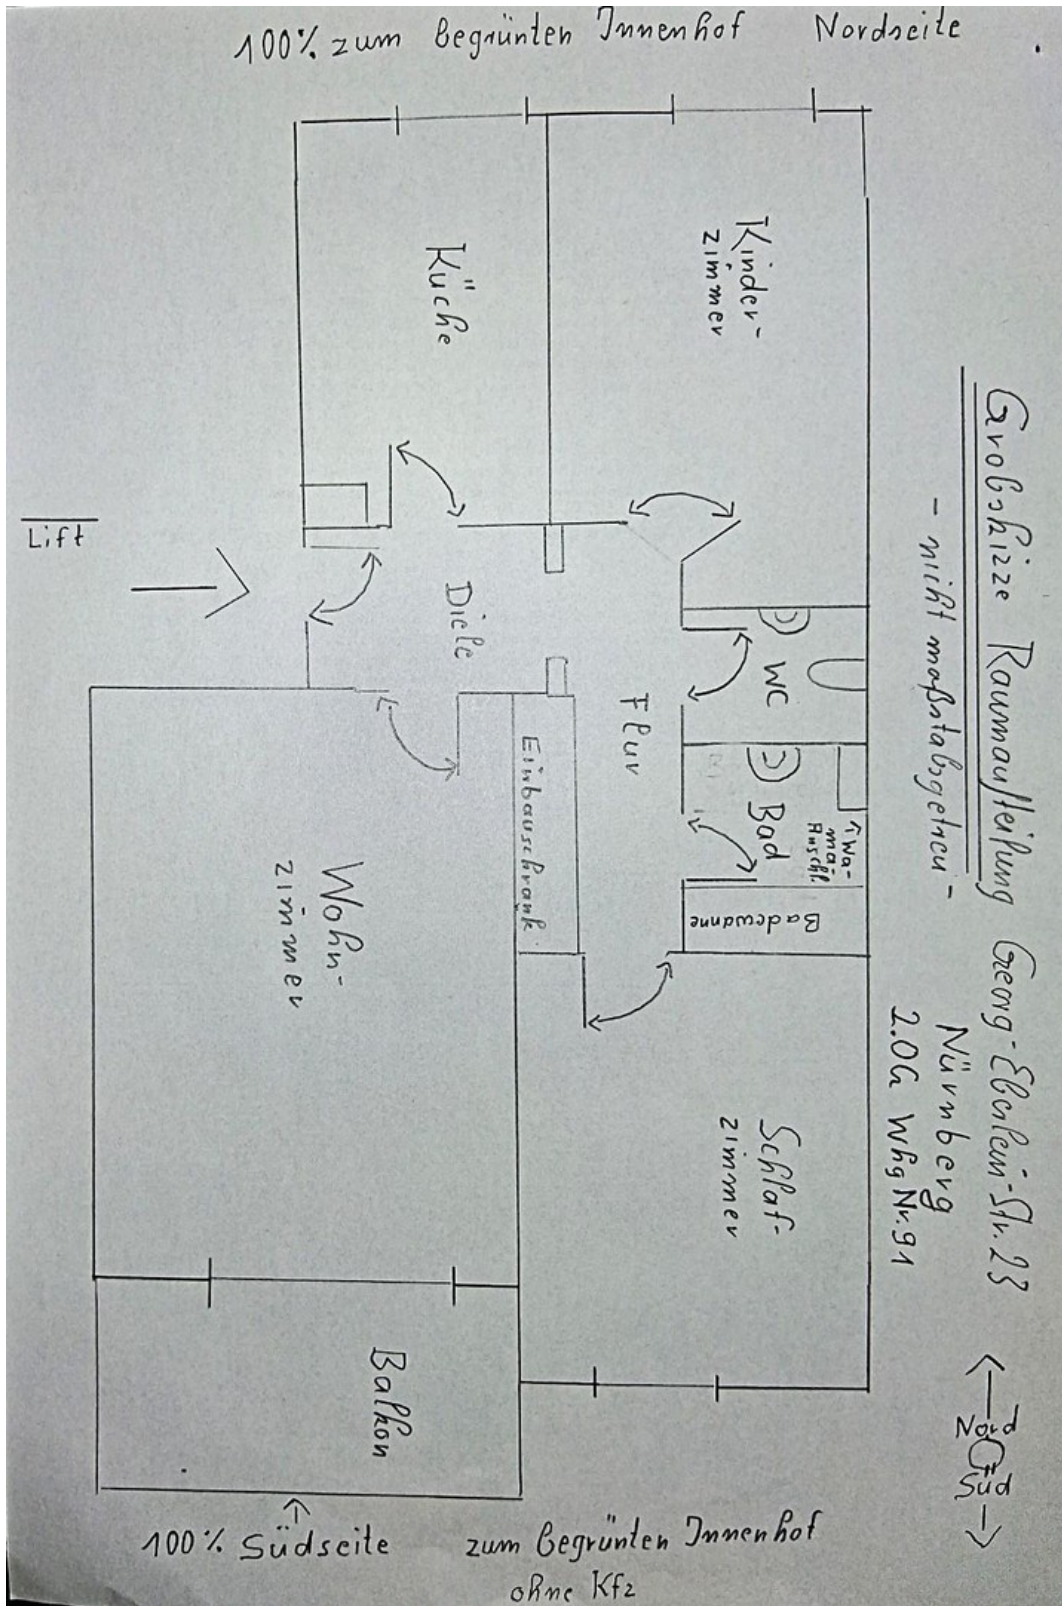 100% zum begrünten Innenhof Nordseite
Grobskizze Raumaufteilung Georg-Eberlein-Str. 23
- nicht maßstabsgetreu -
Nürnberg
2.OG Whg Nr. 91
Küche
Kinder-
zimmer
Lift
Diele
Flur
WC
Bad
Wa-
ma-
Anschl.
Badewanne
Einbauschrank
Wohn-
zimmer
Schlaf-
zimmer
Balkon
Nord
Süd
100% Südseite zum begrünten Innenhof
ohne Kfz